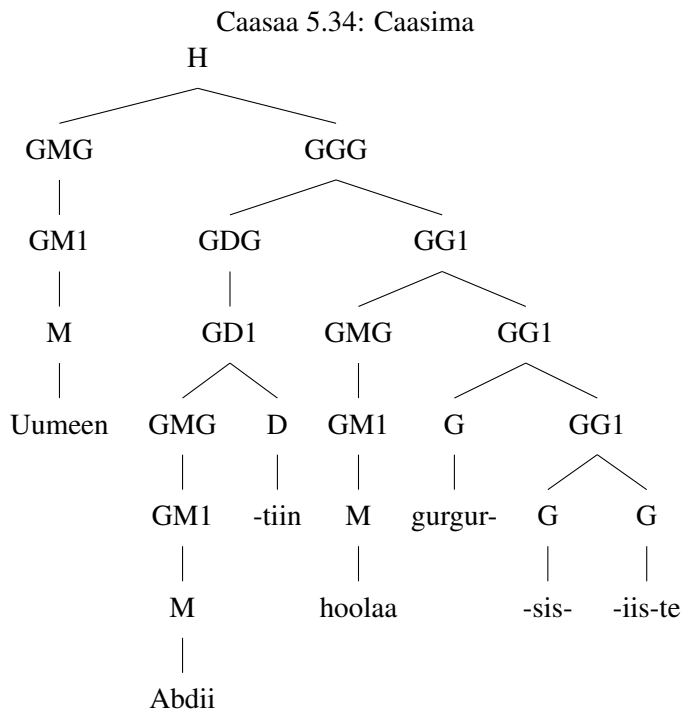 Caasaa 5.34: Caasima
H
GMG GGG
GM1 GDG GG1
M GD1 GMG GG1
Uumeen GMG D GM1 G GG1
GM1 -tiin M gurgur- G G
M hoolaa -sis- -iis-te
Abdii